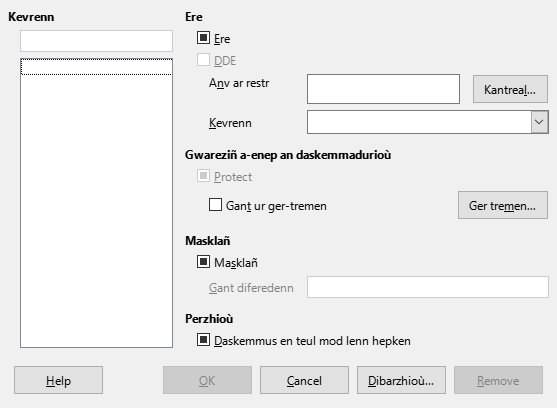 Kevrenn
Ere
Ere
DDE
Anv ar restr
Kantreal...
Kevrenn
Gwareziñ a-enep an daskemmadurioù
Protect
Gant ur ger-tremen
Ger tremen...
Masklañ
Masklañ
Gant diferedenn
Perzhioù
Daskemmus en teul mod lenn hepken
Help
OK
Cancel
Dibarzhioù...
Remove